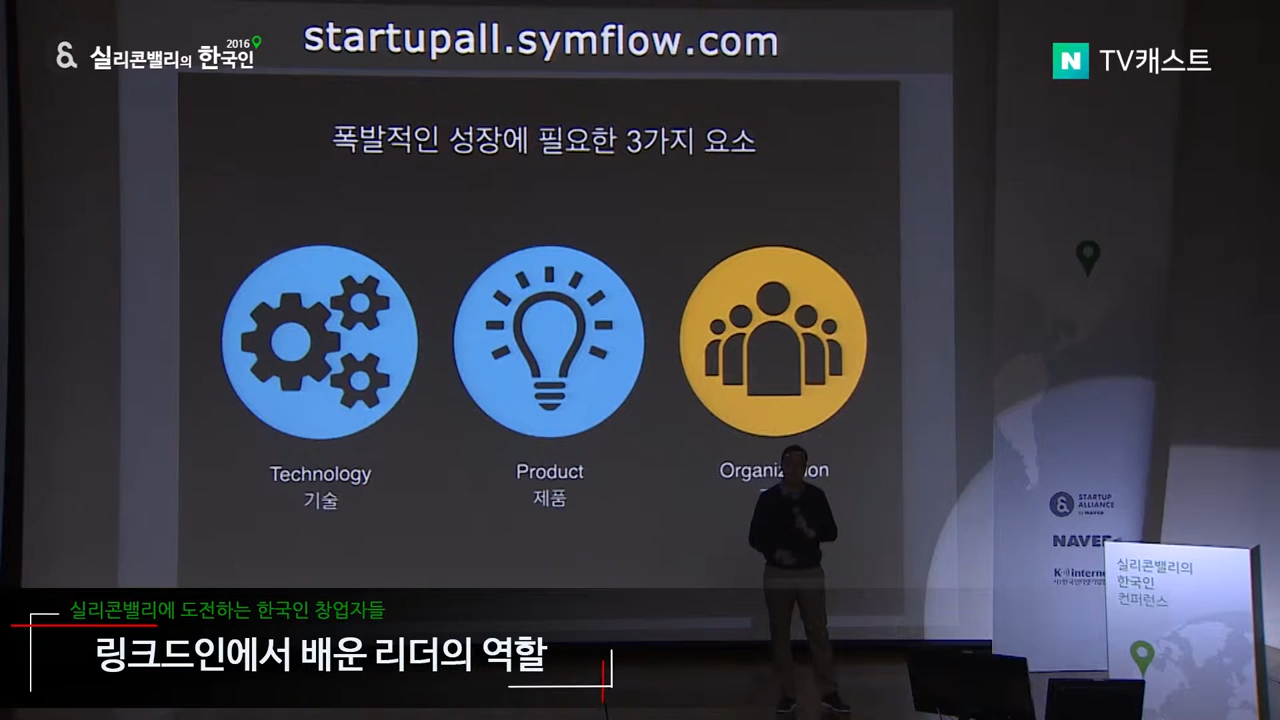 실리콘밸리의 한국인 2016
startupall.symflow.com
N TV캐스트
폭발적인 성장에 필요한 3가지 요소
Technology
기술
Product
제품
STARTUP
ALLIANCE
by NAVER
NAVER
실리콘밸리의
한국인
컨퍼런스
실리콘밸리에 도전하는 한국인 창업자들
링크드인에서 배운 리더의 역할